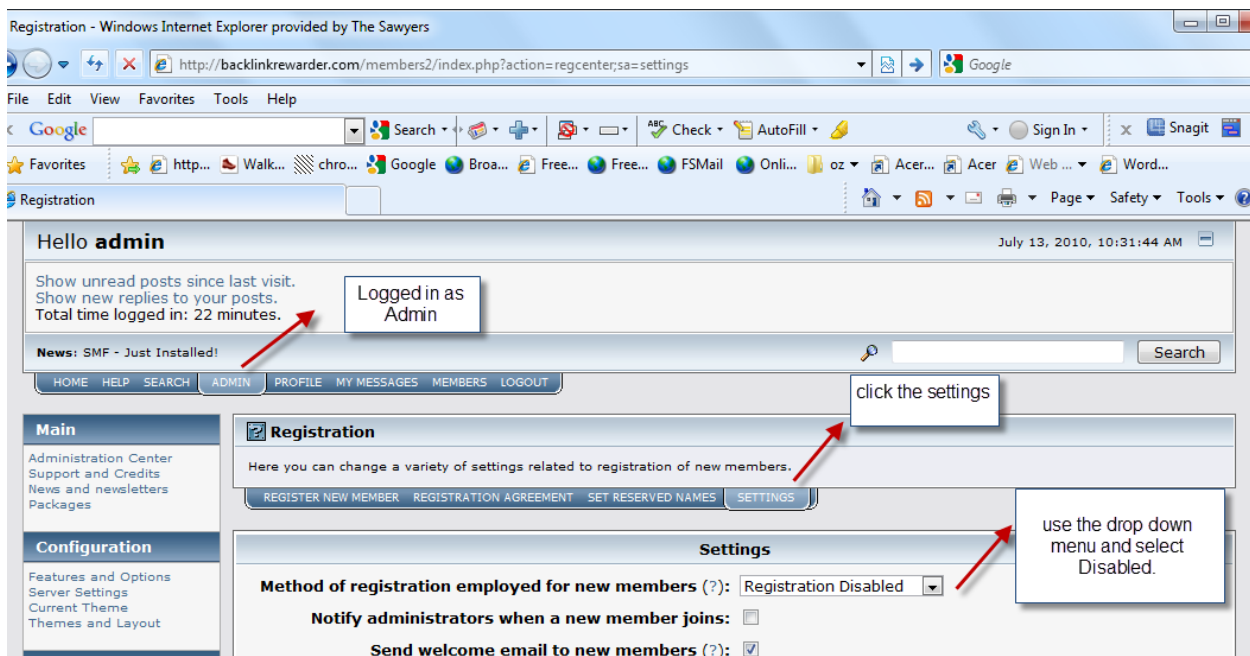 Registration - Windows Internet Explorer provided by The Sawyers
http://backlinkrewarder.com/members2/index.php?action=regcenter;sa=settings
Google
File Edit View Favorites Tools Help
Google Search Check AutoFill Sign In x Snagit
Favorites http... Walk... chro... Google Broa... Free... Free... FSMail Onli... oz Acer... Acer Web ... Word...
Registration Page Safety Tools
Hello admin July 13, 2010, 10:31:44 AM
Show unread posts since last visit.
Show new replies to your posts.
Total time logged in: 22 minutes.
Logged in as
Admin
News: SMF - Just Installed! Search
HOME HELP SEARCH ADMIN PROFILE MY MESSAGES MEMBERS LOGOUT
click the settings
Main
Administration Center
Support and Credits
News and newsletters
Packages
Registration
Here you can change a variety of settings related to registration of new members.
REGISTER NEW MEMBER REGISTRATION AGREEMENT SET RESERVED NAMES SETTINGS
use the drop down
menu and select
Disabled.
Configuration
Features and Options
Server Settings
Current Theme
Themes and Layout
Settings
Method of registration employed for new members (?): Registration Disabled
Notify administrators when a new member joins:
Send welcome email to new members (?):